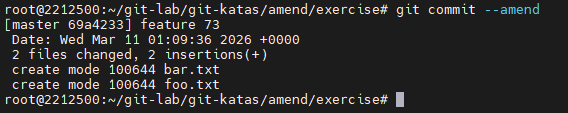 root@2212500:~/git-lab/git-katas/amend/exercise# git commit --amend
[master 69a4233] feature 73
 Date: Wed Mar 11 01:09:36 2026 +0000
 2 files changed, 2 insertions(+)
 create mode 100644 bar.txt
 create mode 100644 foo.txt
root@2212500:~/git-lab/git-katas/amend/exercise#